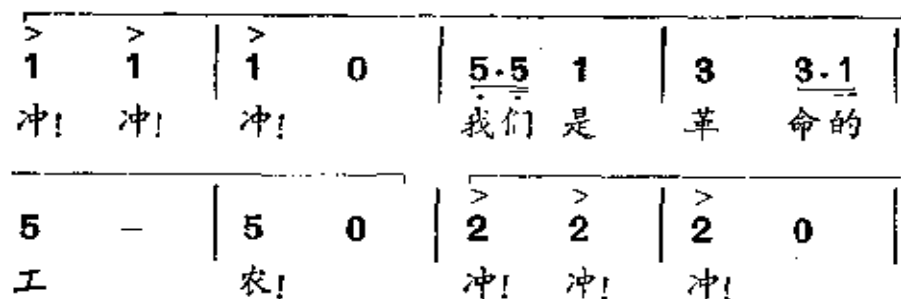 > > >
1 1 | 1 0 | 5·5 1 | 3 3·1 |
冲! 冲! 冲! 我们 是 革 命的
> > >
5 – | 5 0 | 2 2 | 2 0 |
工 农! 冲! 冲! 冲!